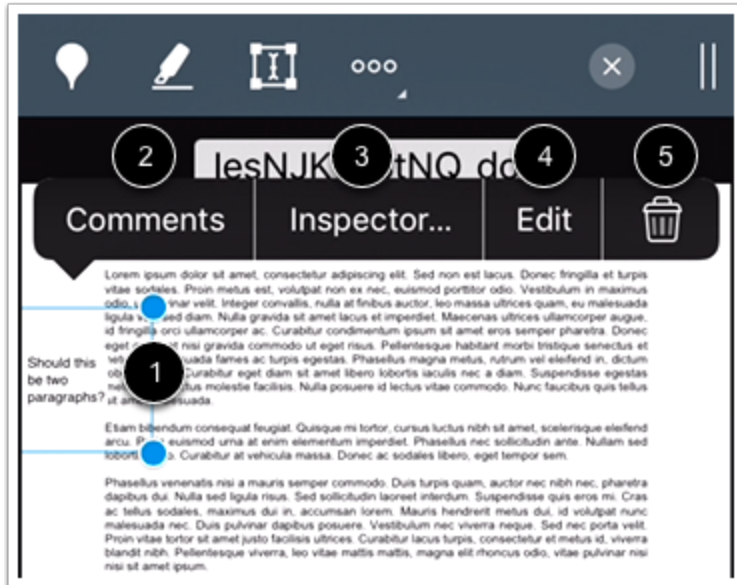 2 3 4 5
Comments Inspector... Edit
Lorem ipsum dolor sit amet, consectetur adipiscing elit. Sed non est lacus. Donec fringilla et turpis
vitae sodales. Proin metus est, volutpat non ex nec, euismod porttitor odio. Vestibulum in maximus
odio, velit. Integer convallis, nulla at finibus auctor, leo massa ultrices quam, eu malesuada
ligula sed diam. Nulla gravida sit amet lacus et imperdiet. Maecenas ultrices ullamcorper augue,
id fringilla orci ullamcorper ac. Curabitur condimentum ipsum sit amet eros semper pharetra. Donec
eget nisi gravida commodo ut eget risus. Pellentesque habitant morbi tristique senectus et
fames ac turpis egestas. Phasellus magna metus, rutrum vel eleifend in, dictum
Curabitur eget diam sit amet libero lobortis iaculis nec a diam. Suspendisse egestas
molestie facilisis. Nulla posuere id lectus vitae commodo. Nunc faucibus quis tellus
Should this
be two
paragraphs?
1
Etiam bibendum consequat feugiat. Quisque mi tortor, cursus luctus nibh sit amet, scelerisque eleifend
arcu. euismod urna at enim elementum imperdiet. Phasellus nec sollicitudin ante. Nullam sed
Curabitur at vehicula massa. Donec ac sodales libero, eget tempor sem.
Phasellus venenatis nisi a mauris semper commodo. Duis turpis quam, auctor nec nibh nec, pharetra
dapibus dui. Nulla sed ligula risus. Sed sollicitudin laoreet interdum. Suspendisse quis eros mi. Cras
ac tellus sodales, maximus dui in, accumsan lorem. Mauris hendrerit metus dui, id volutpat nunc
malesuada nec. Duis pulvinar dapibus posuere. Vestibulum nec viverra neque. Sed nec porta velit.
Proin vitae tortor sit amet justo facilisis ultrices. Curabitur lacus turpis, consectetur et metus id, viverra
blandit nibh. Pellentesque viverra, leo vitae mattis mattis, magna elit rhoncus odio, vitae pulvinar nisi
nisi sit amet ipsum.